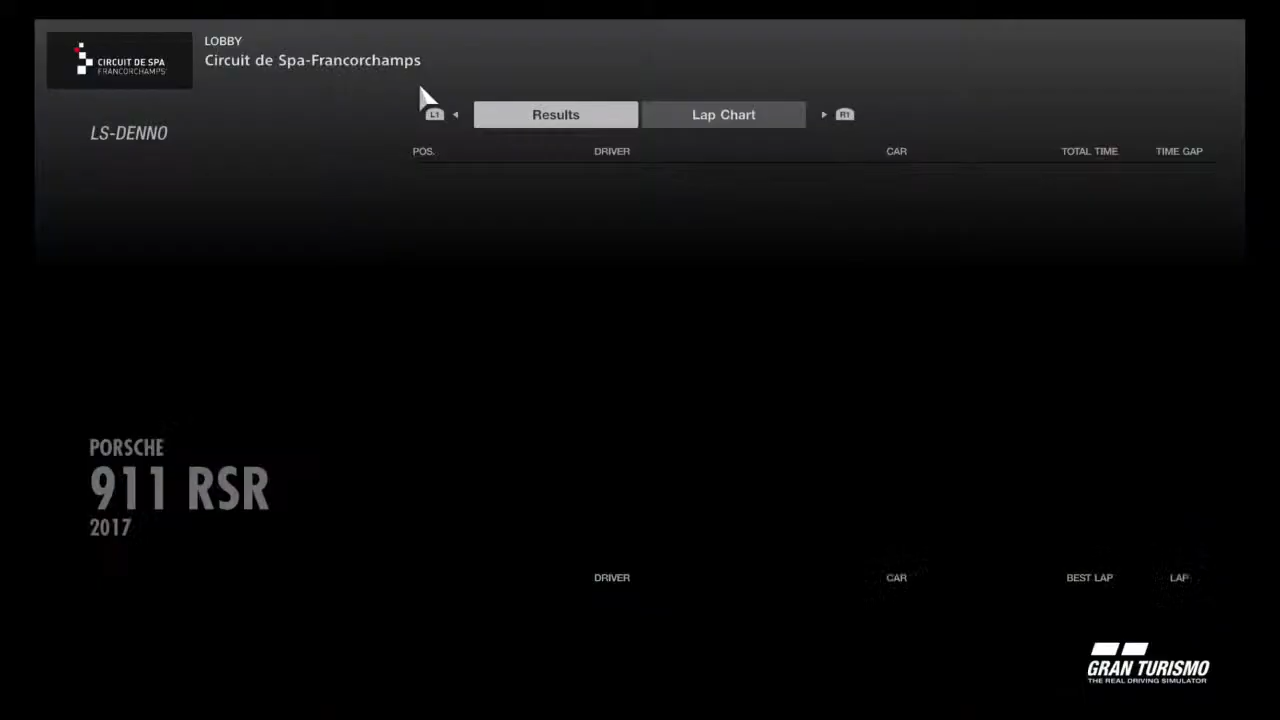 CIRCUIT DE SPA
FRANCORCHAMPS
LOBBY
Circuit de Spa-Francorchamps
L1
Results
Lap Chart
R1
LS-DENNO
POS.
DRIVER
CAR
TOTAL TIME
TIME GAP
PORSCHE
911 RSR
2017
DRIVER
CAR
BEST LAP
LAP
GRAN TURISMO
THE REAL DRIVING SIMULATOR